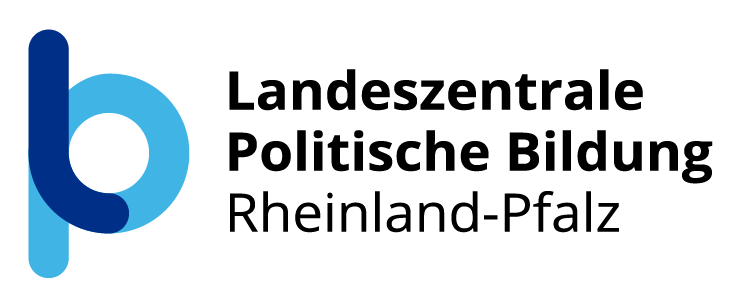 Landeszentrale
Politische Bildung
Rheinland-Pfalz